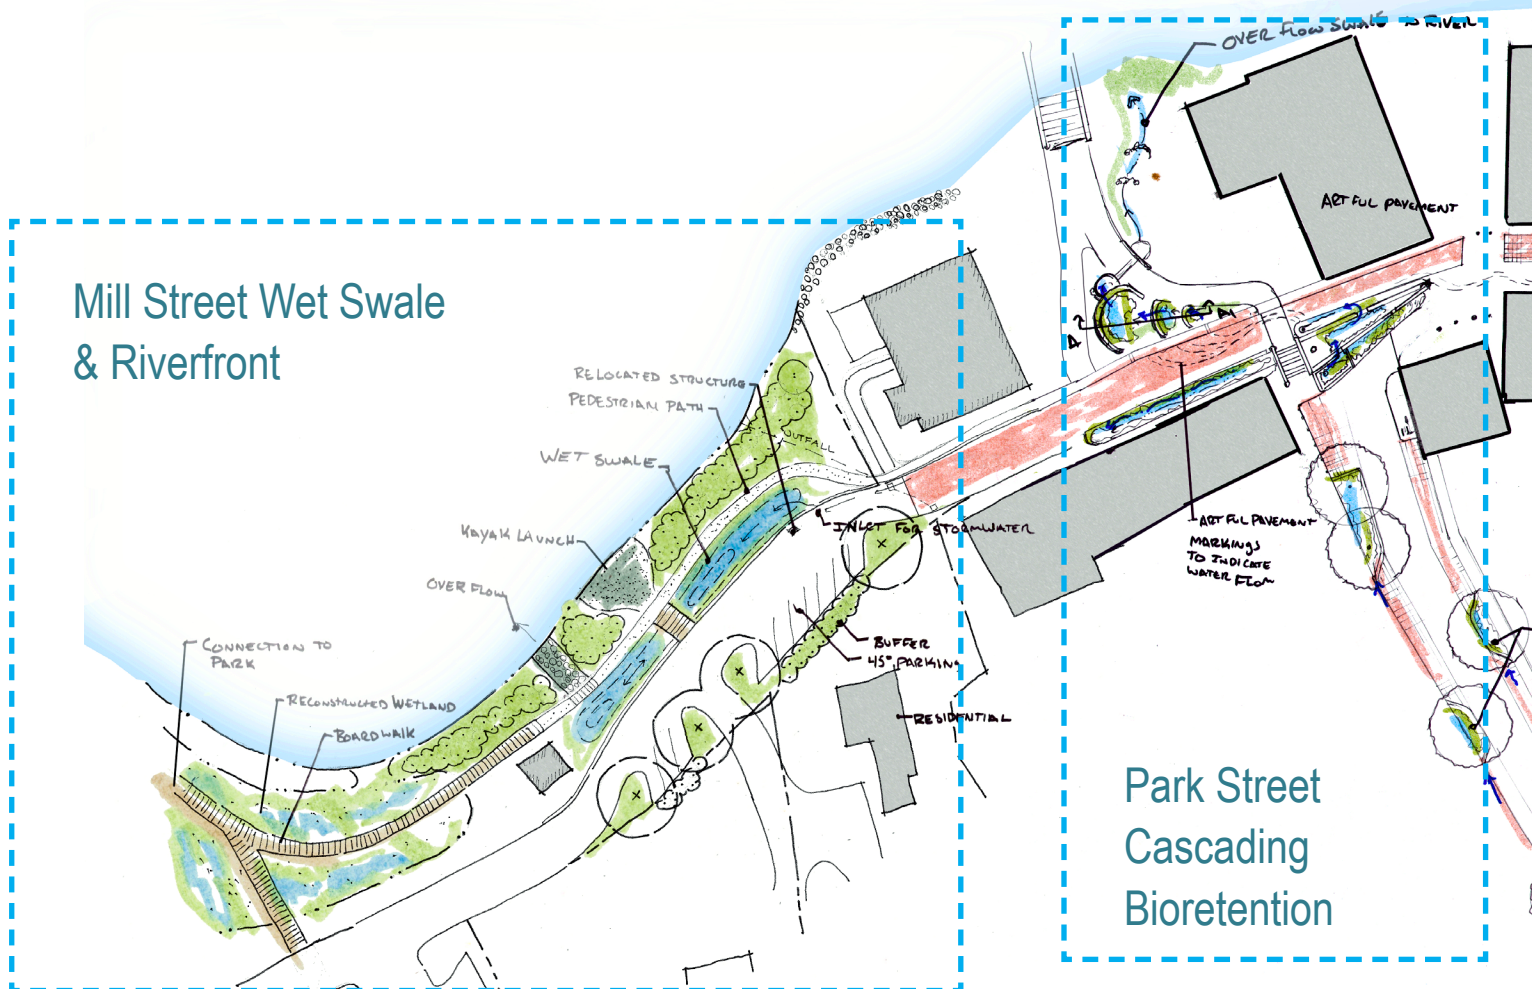 OVER FLOW SWALE TO RIVER
ARTFUL PAVEMENT
Mill Street Wet Swale
& Riverfront
RELOCATED STRUCTURE
PEDESTRIAN PATH
OUTFALL
WET SWALE
KAYAK LAUNCH
INLET FOR STORMWATER
OVER FLOW
ARTFUL PAVEMENT
MARKINGS
TO INDICATE
WATER FLOW
CONNECTION TO
PARK
BUFFER
45° PARKING
RECONSTRUCTED WETLAND
BOARDWALK
RESIDENTIAL
A
A1
Park Street
Cascading
Bioretention